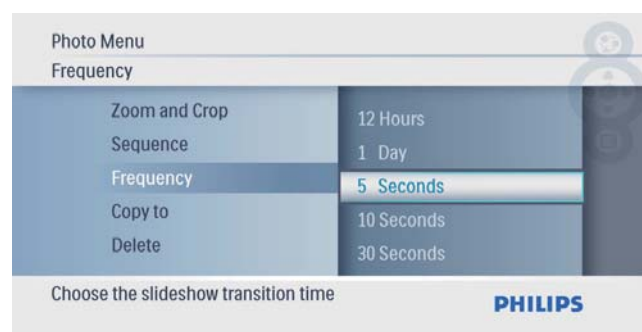 Photo Menu
Frequency
Zoom and Crop
Sequence
Frequency
Copy to
Delete
12 Hours
1 Day
5 Seconds
10 Seconds
30 Seconds
Choose the slideshow transition time
PHILIPS